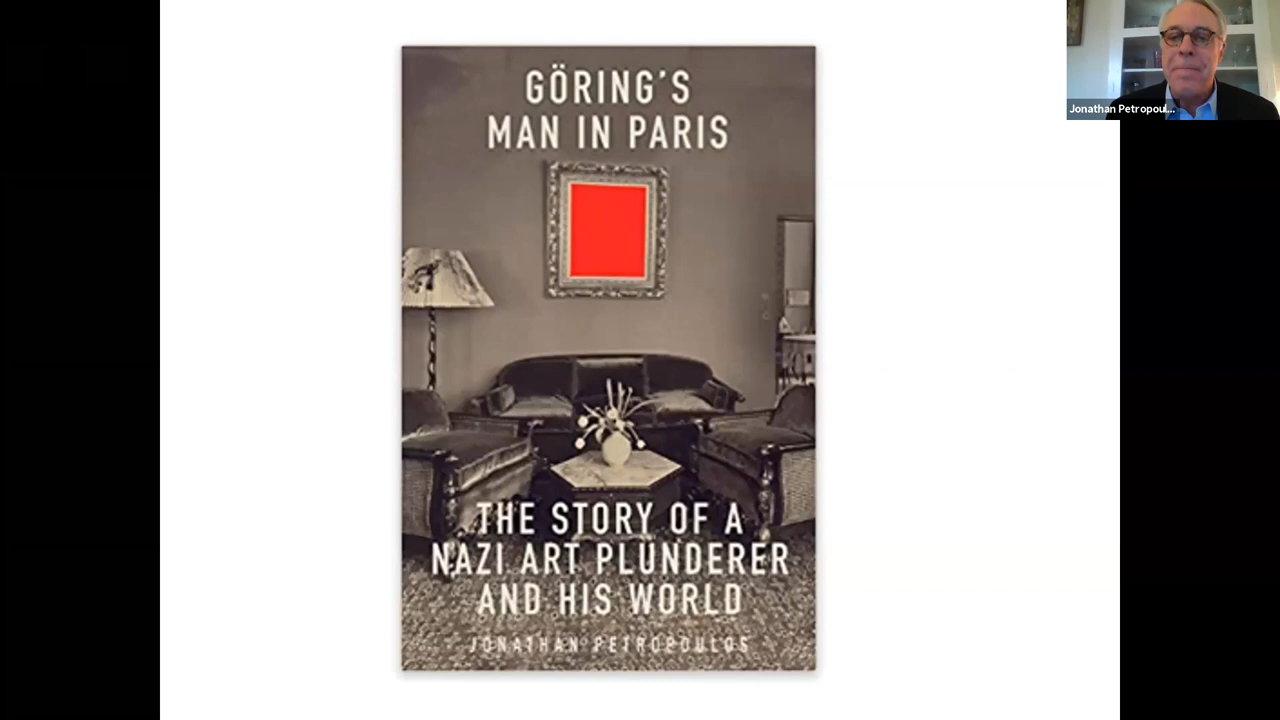 GÖRING'S
MAN IN PARIS
THE STORY OF A
NAZI ART PLUNDERER
AND HIS WORLD
JONATHAN PETROPOULOS
Jonathan Petropoul...